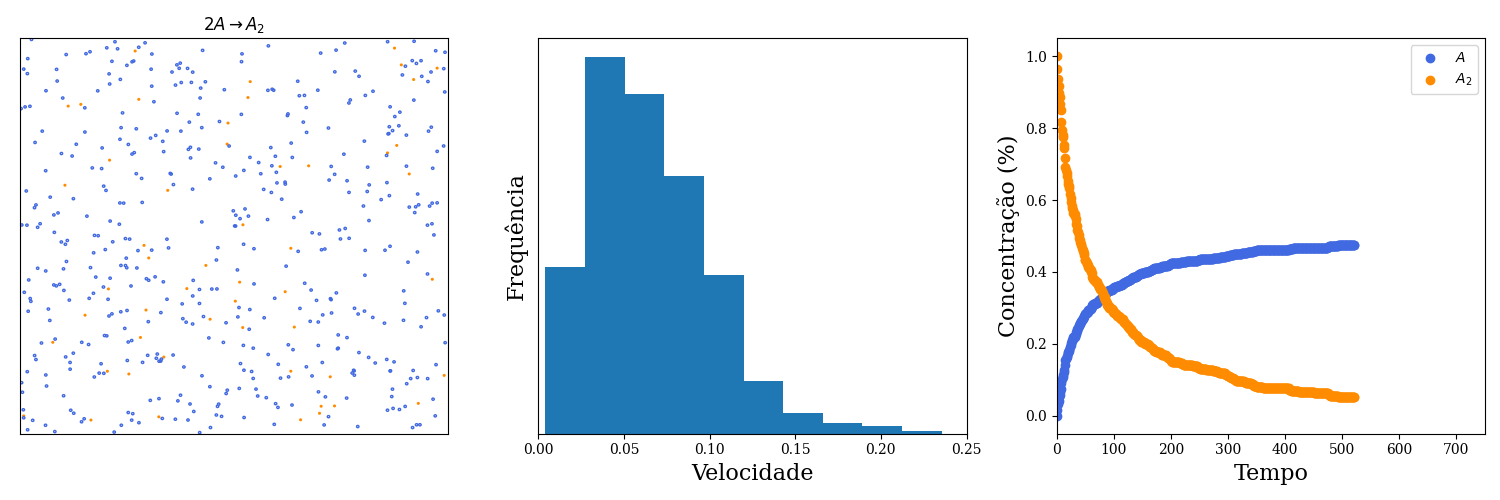 2A → A₂
Frequência
0.00 0.05 0.10 0.15 0.20 0.25
Velocidade
Concentração (%)
1.0
0.8
0.6
0.4
0.2
0.0
0 100 200 300 400 500 600 700
Tempo
A
A₂